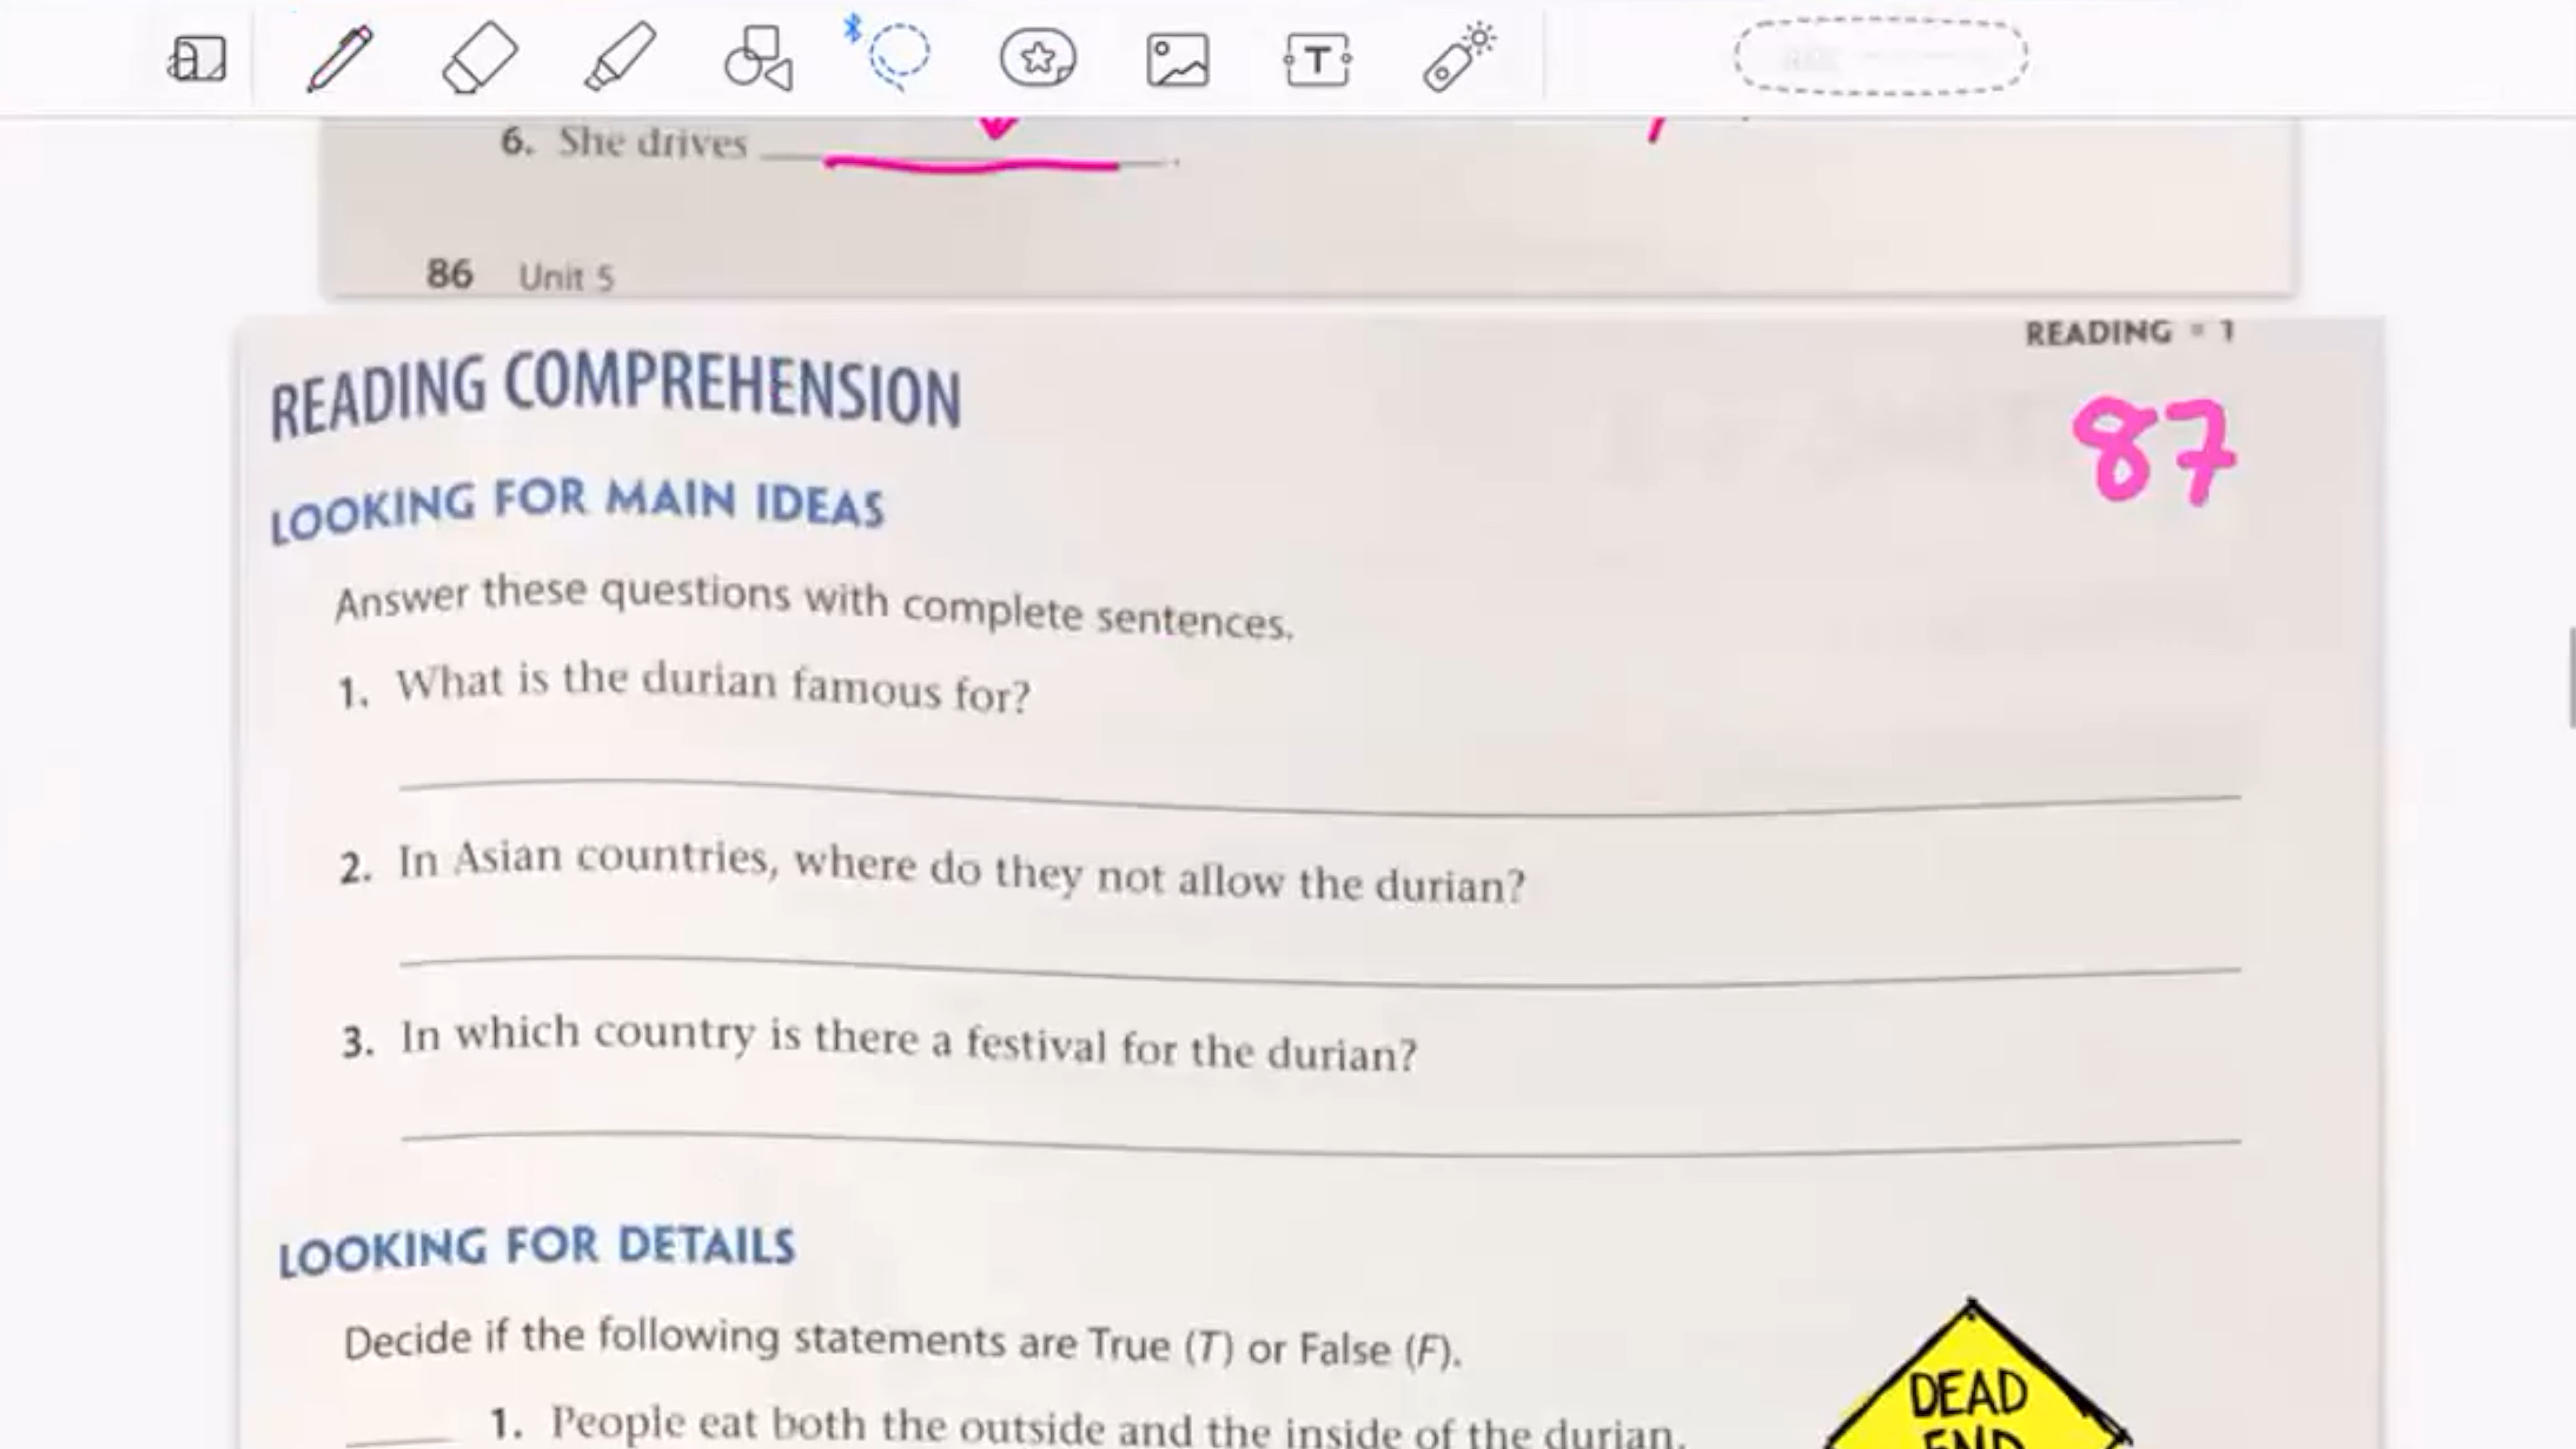 T
6. She drives
86 Unit 5
READING 1
87
READING COMPREHENSION
LOOKING FOR MAIN IDEAS
Answer these questions with complete sentences.
1. What is the durian famous for?
2. In Asian countries, where do they not allow the durian?
3. In which country is there a festival for the durian?
LOOKING FOR DETAILS
Decide if the following statements are True (T) or False (F).
1. People eat both the outside and the inside of the durian.
DEAD
END